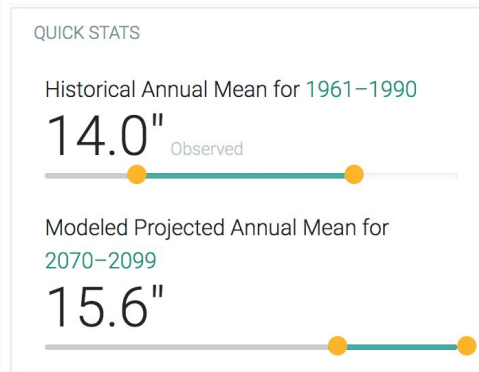 QUICK STATS
Historical Annual Mean for 1961–1990
14.0" Observed
Modeled Projected Annual Mean for
2070–2099
15.6"